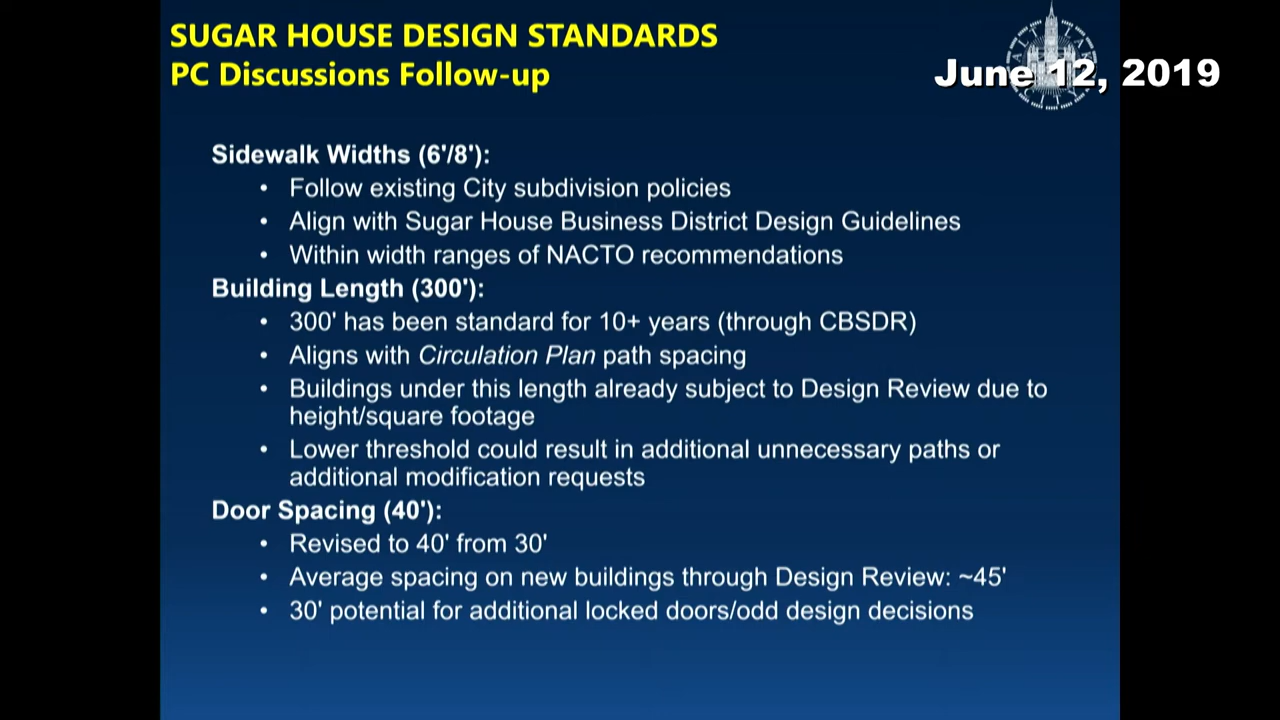 SUGAR HOUSE DESIGN STANDARDS
PC Discussions Follow-up
June 12, 2019
Sidewalk Widths (6'/8'):
• Follow existing City subdivision policies
• Align with Sugar House Business District Design Guidelines
• Within width ranges of NACTO recommendations
Building Length (300'):
• 300' has been standard for 10+ years (through CBSDR)
• Aligns with Circulation Plan path spacing
• Buildings under this length already subject to Design Review due to
height/square footage
• Lower threshold could result in additional unnecessary paths or
additional modification requests
Door Spacing (40'):
• Revised to 40' from 30'
• Average spacing on new buildings through Design Review: ~45'
• 30' potential for additional locked doors/odd design decisions